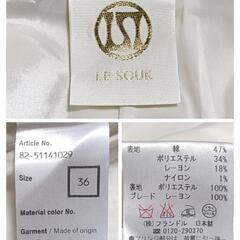 LE SOUK
Article No.
82-51141029
Size
36
Material color No.
Garment / Made of origin
表地 綿 47%
ポリエステル 34%
レーヨン 18%
ナイロン 1%
裏地 ポリエステル 100%
ブレード レーヨン 100%
㈱フランドル 日本製
☎0120-290370